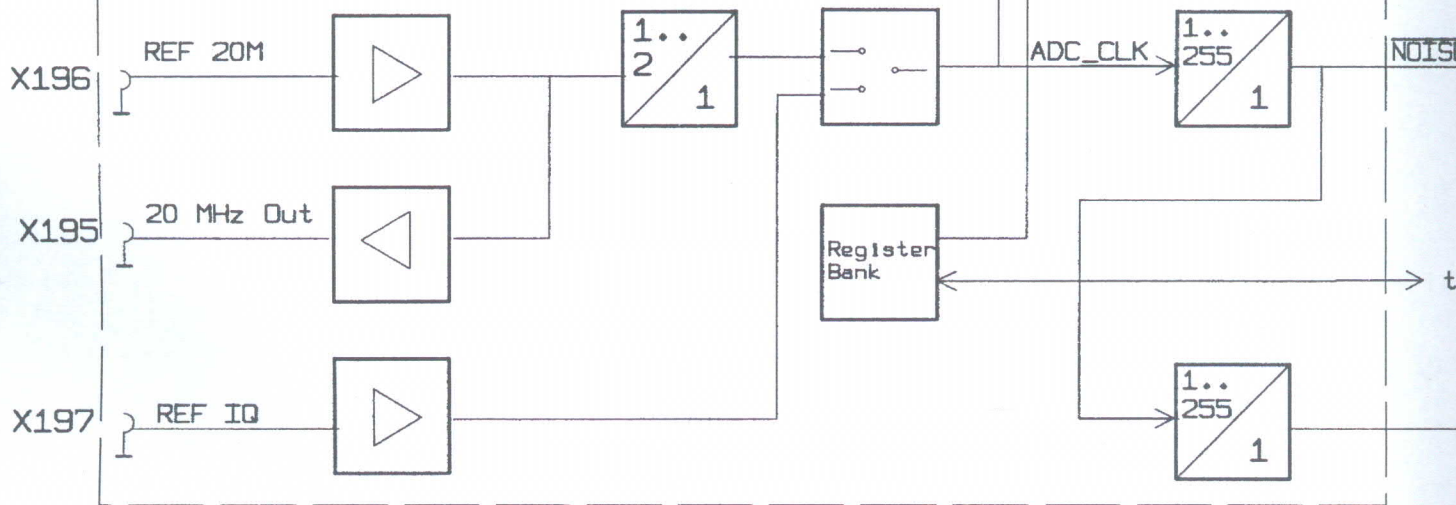 X196
REF 20M
1..
2
1
ADC_CLK
1..
255
1
X195
20 MHz Out
Register
Bank
X197
REF IQ
1..
255
1